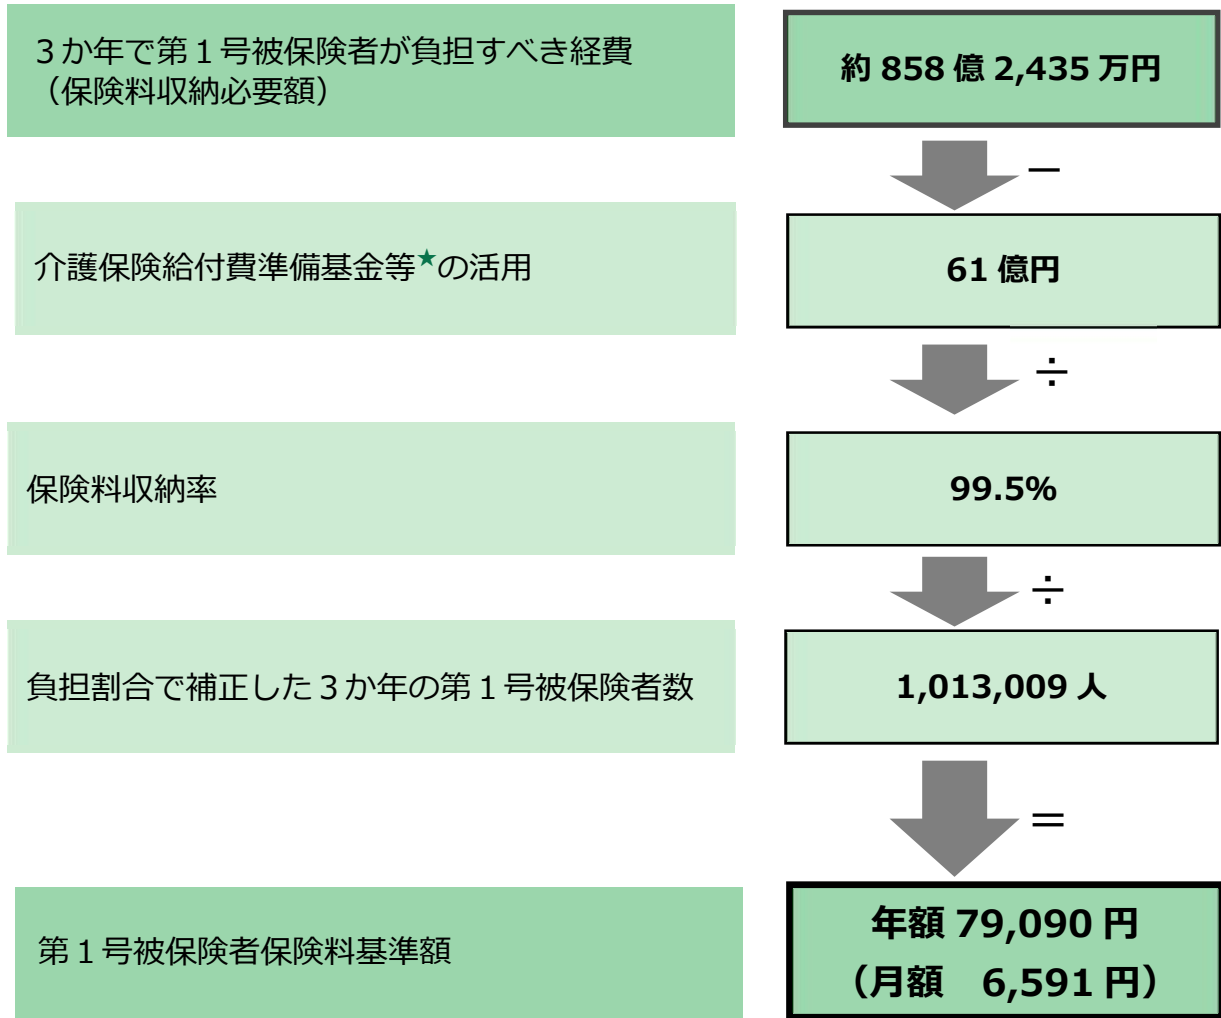 ３か年で第１号被保険者が負担すべき経費
（保険料収納必要額）
約 858 億 2,435 万円
－
介護保険給付費準備基金等★の活用
61 億円
÷
保険料収納率
99.5%
÷
負担割合で補正した３か年の第１号被保険者数
1,013,009 人
＝
第１号被保険者保険料基準額
年額 79,090 円
（月額　6,591 円）